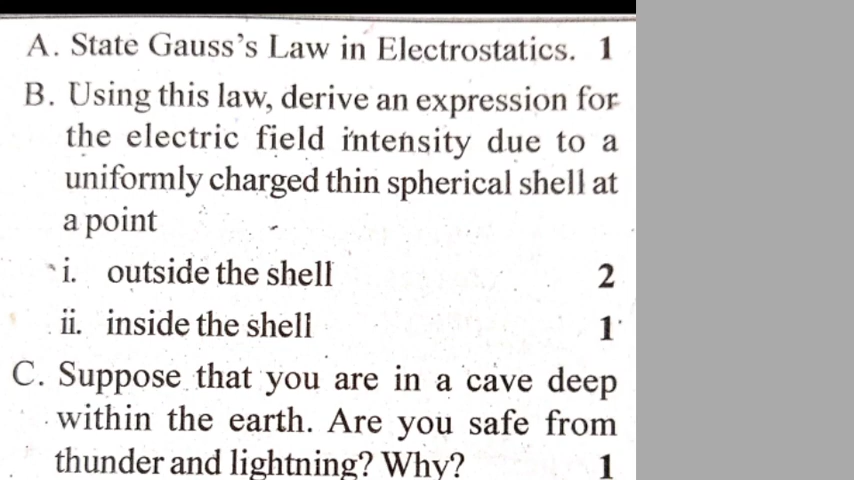 A. State Gauss's Law in Electrostatics. 1
B. Using this law, derive an expression for
the electric field intensity due to a
uniformly charged thin spherical shell at
a point
i. outside the shell 2
ii. inside the shell 1
C. Suppose that you are in a cave deep
within the earth. Are you safe from
thunder and lightning? Why? 1